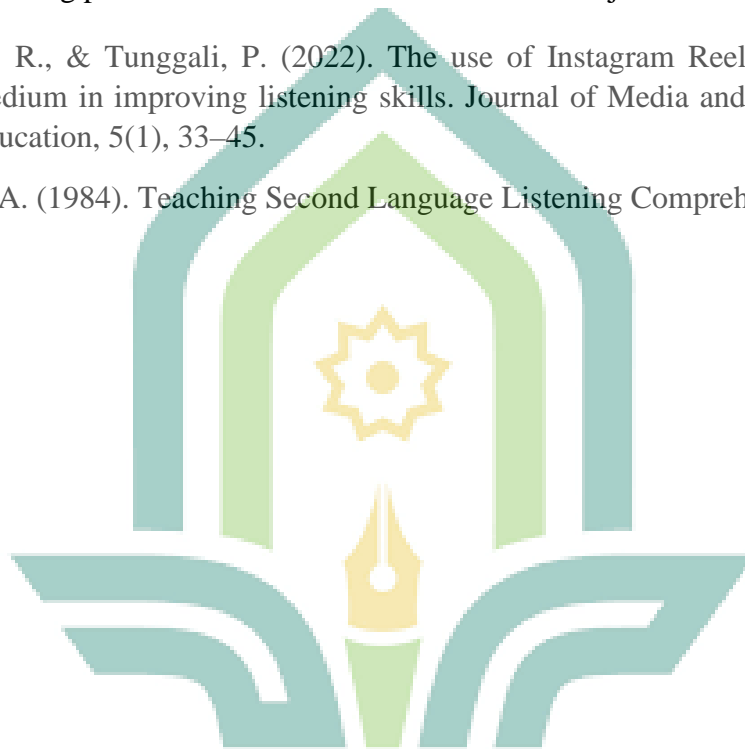 R., & Tunggali, P. (2022). The use of Instagram Reel
edium in improving listening skills. Journal of Media and
ucation, 5(1), 33–45.
A. (1984). Teaching Second Language Listening Compreh